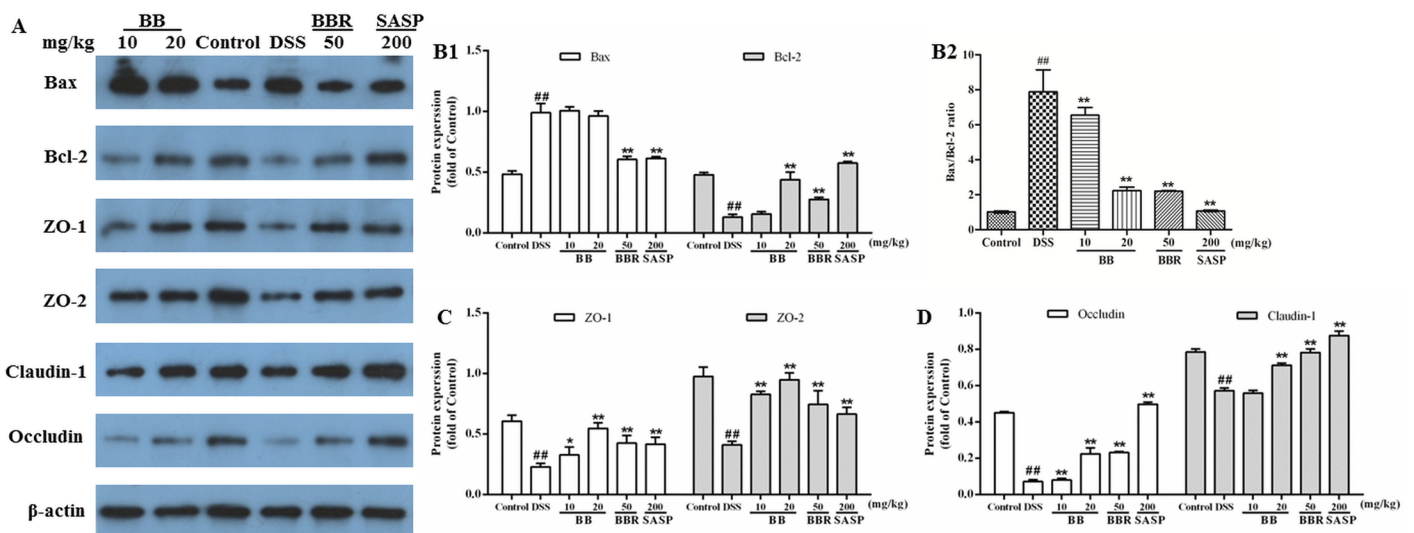 A
BB BBR SASP
mg/kg 10 20 Control DSS 50 200
Bax
Bcl-2
ZO-1
ZO-2
Claudin-1
Occludin
β-actin
B1
Bax Bcl-2
Protein experssion
(fold of Control)
1.5
1.0
0.5
0.0
## ** ** ## ** ** **
Control DSS 10 20 50 200 Control DSS 10 20 50 200 (mg/kg)
BB BBR SASP BB BBR SASP
B2
Bax/Bcl-2 ratio
10
8
6
4
2
0
## ** ** ** **
Control DSS 10 20 50 200 (mg/kg)
BB BBR SASP
C
ZO-1 ZO-2
Protein experssion
(fold of Control)
1.5
1.0
0.5
0.0
## * ** ** ** ## ** ** ** **
Control DSS 10 20 50 200 Control DSS 10 20 50 200 (mg/kg)
BB BBR SASP BB BBR SASP
D
Occludin Claudin-1
Protein experssion
(fold of Control)
1.0
0.8
0.6
0.4
0.2
0.0
## ** ** ** ** ## ** ** **
Control DSS 10 20 50 200 Control DSS 10 20 50 200 (mg/kg)
BB BBR SASP BB BBR SASP